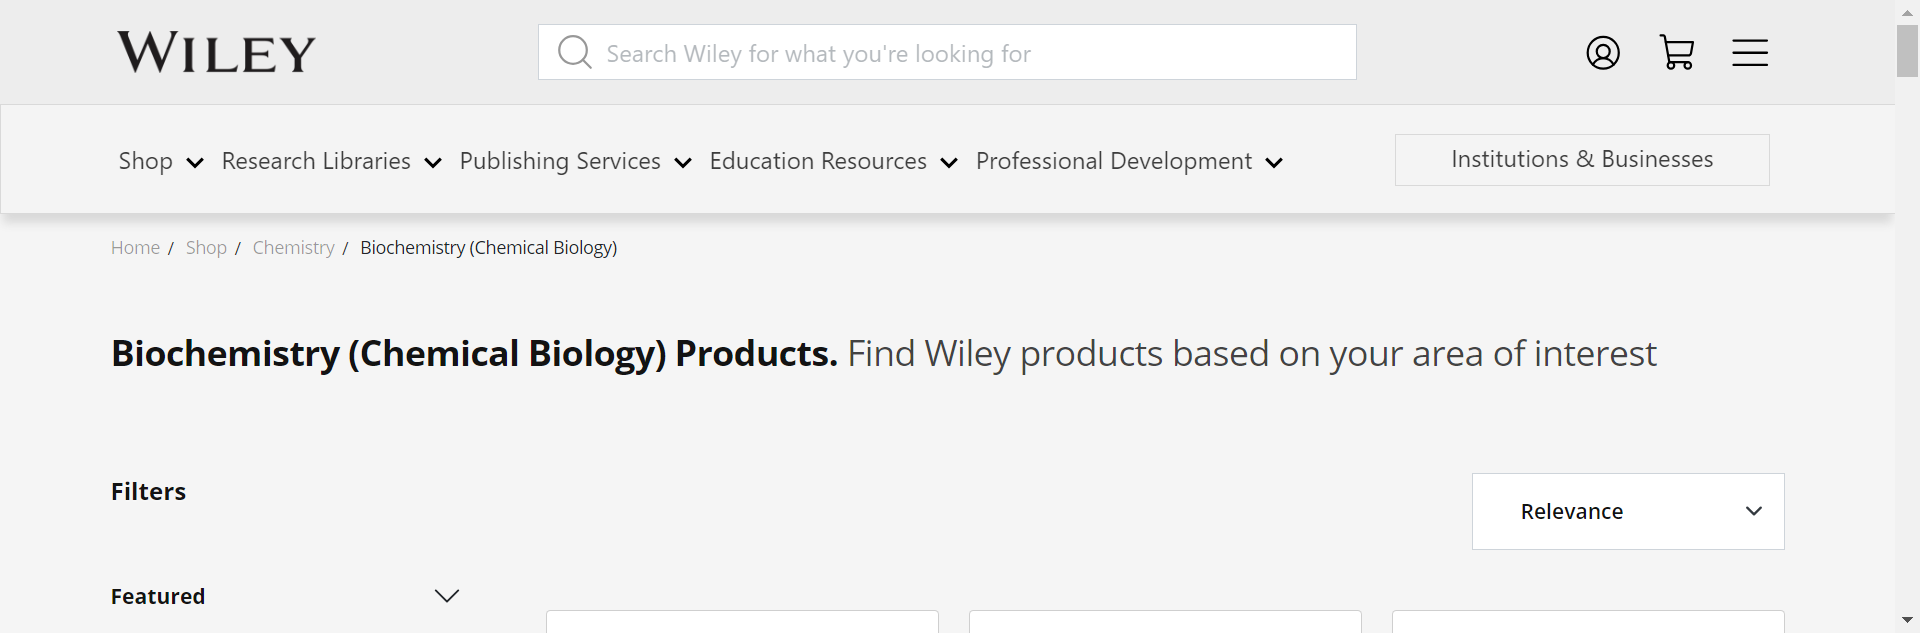 WILEY
Search Wiley for what you're looking for
Shop Research Libraries Publishing Services Education Resources Professional Development Institutions & Businesses
Home / Shop / Chemistry / Biochemistry (Chemical Biology)
Biochemistry (Chemical Biology) Products. Find Wiley products based on your area of interest
Filters
Relevance
Featured